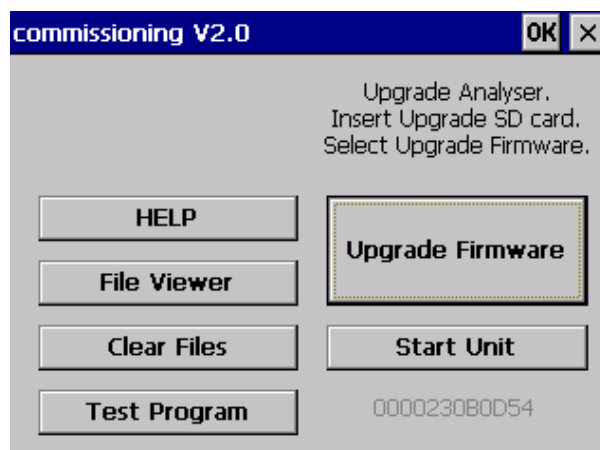 commissioning V2.0 OK ×
Upgrade Analyser.
Insert Upgrade SD card.
Select Upgrade Firmware.
HELP
Upgrade Firmware
File Viewer
Clear Files
Start Unit
Test Program
0000230B0D54